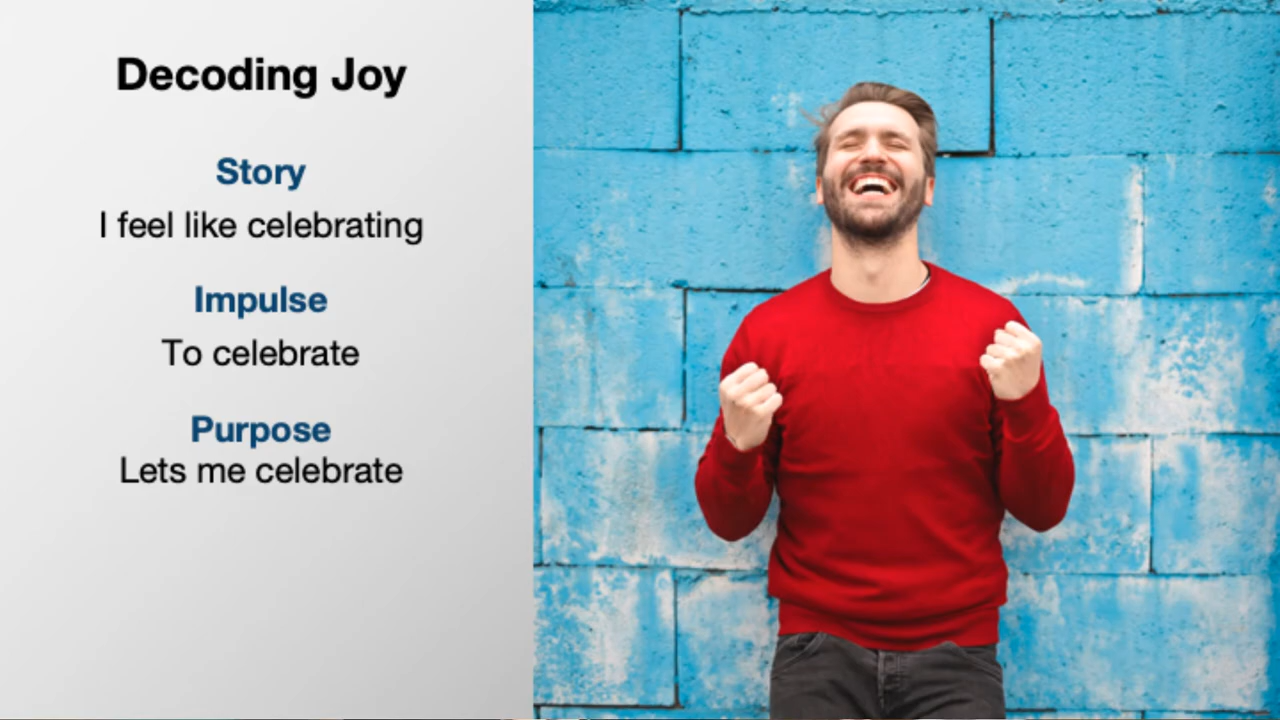 Decoding Joy
Story
I feel like celebrating
Impulse
To celebrate
Purpose
Lets me celebrate